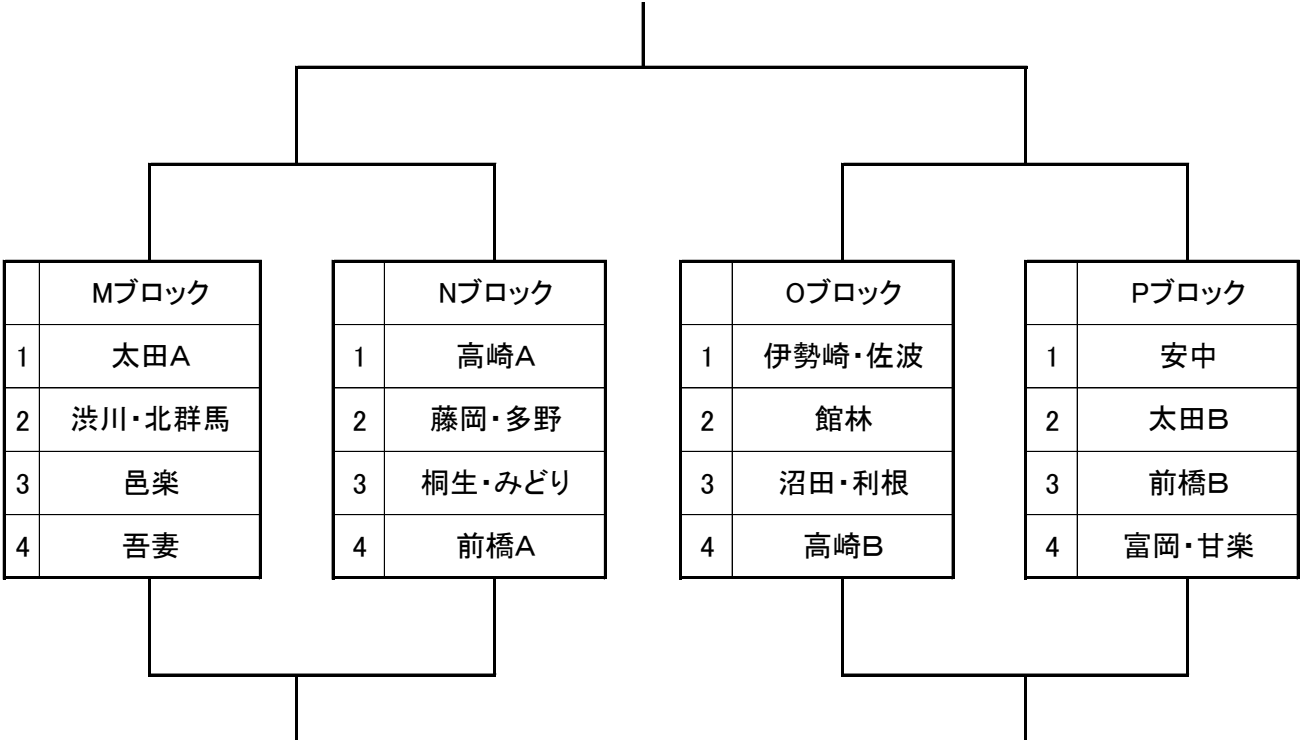 Mブロック Nブロック Oブロック Pブロック
1 太田A 1 高崎A 1 伊勢崎・佐波 1 安中
2 渋川・北群馬 2 藤岡・多野 2 館林 2 太田B
3 邑楽 3 桐生・みどり 3 沼田・利根 3 前橋B
4 吾妻 4 前橋A 4 高崎B 4 富岡・甘楽